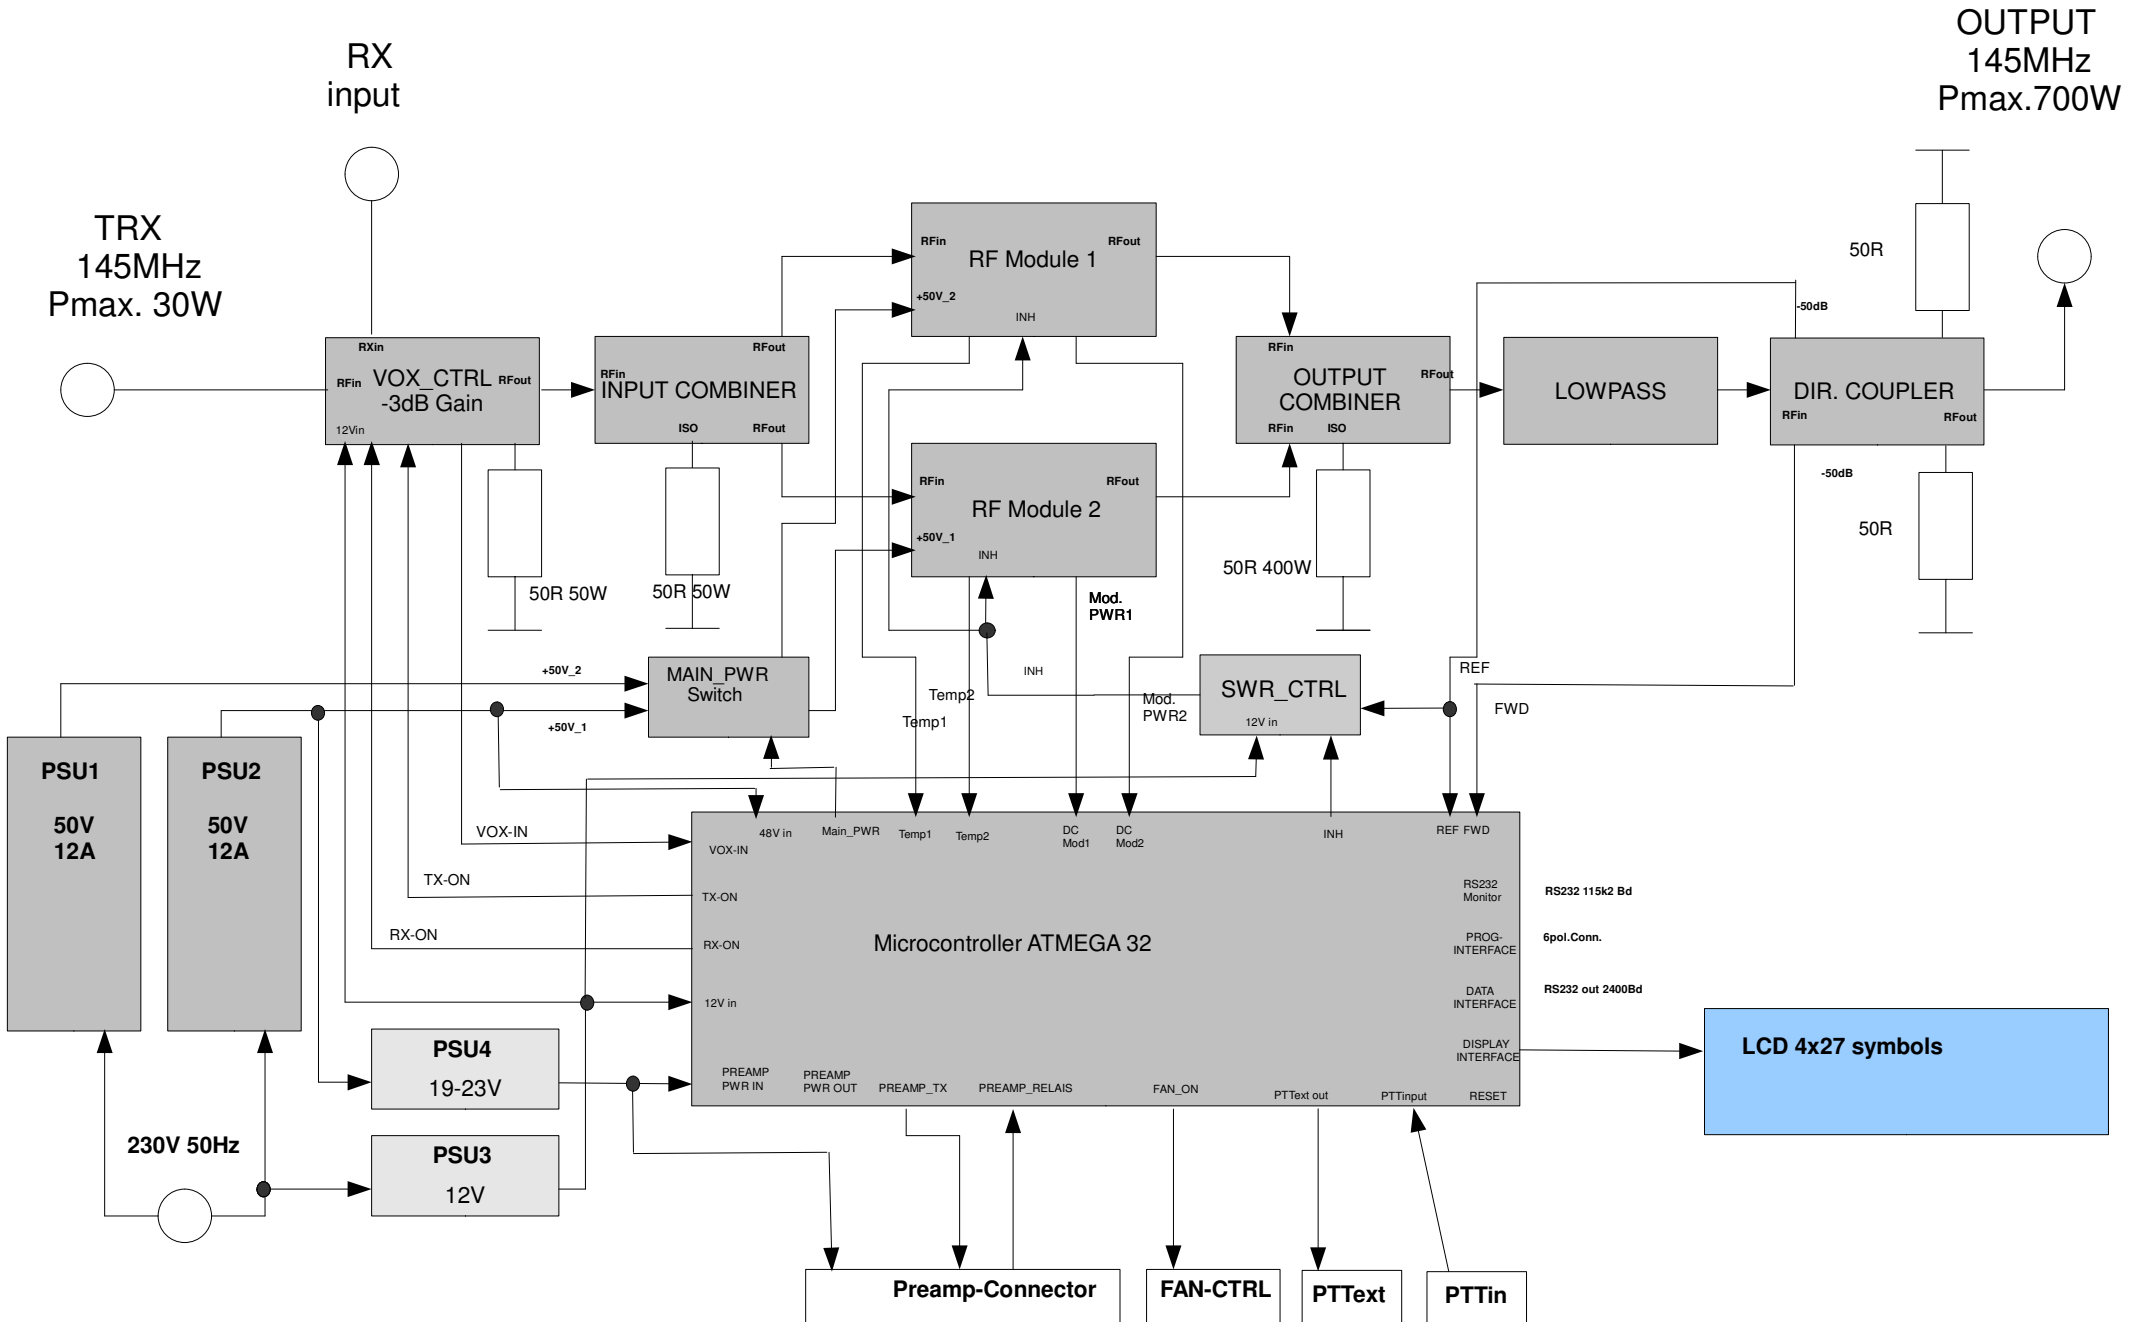 OUTPUT
145MHz
Pmax.700W
RX
input
TRX
145MHz
Pmax. 30W
RFin
RFout
RF Module 1
+50V_2
INH
50R
-50dB
RXin
RFin
VOX_CTRL
RFout
-3dB Gain
12Vin
RFout
RFin
INPUT COMBINER
ISO
RFout
RFin
OUTPUT
COMBINER
RFout
RFin
ISO
LOWPASS
DIR. COUPLER
RFin
RFout
-50dB
RFin
RFout
RF Module 2
+50V_1
INH
50R
50R 400W
50R 50W
50R 50W
Mod.
PWR1
+50V_2
MAIN_PWR
Switch
+50V_1
INH
Temp2
Temp1
Mod.
PWR2
SWR_CTRL
12V in
REF
FWD
PSU1
50V
12A
PSU2
50V
12A
VOX-IN
TX-ON
RX-ON
48V in
Main_PWR
Temp1
Temp2
DC
Mod1
DC
Mod2
INH
REF
FWD
VOX-IN
TX-ON
RX-ON
12V in
Microcontroller ATMEGA 32
RS232
Monitor
RS232 115k2 Bd
PROG-
INTERFACE
6pol.Conn.
DATA
INTERFACE
RS232 out 2400Bd
DISPLAY
INTERFACE
LCD 4x27 symbols
PSU4
19-23V
PREAMP
PWR IN
PREAMP
PWR OUT
PREAMP_TX
PREAMP_RELAIS
FAN_ON
PTText out
PTTinput
RESET
230V 50Hz
PSU3
12V
Preamp-Connector
FAN-CTRL
PTText
PTTin